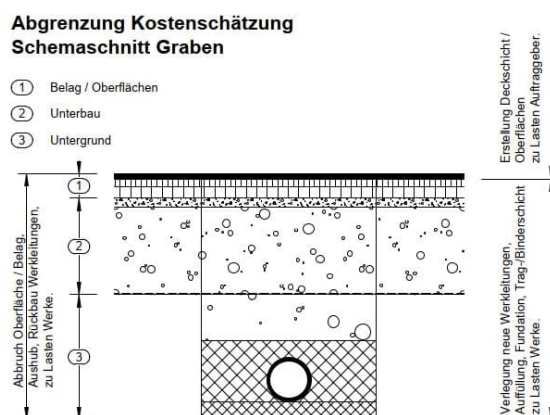 Abgrenzung Kostenschätzung
Schemaschnitt Graben
1 Belag / Oberflächen
2 Unterbau
3 Untergrund
1
2
3
Abbruch Oberfläche / Belag,
Aushub, Rückbau Werkleitungen,
zu Lasten Werke.
Erstellung Deckschicht /
Oberflächen
zu Lasten Auftraggeber.
Verlegung neue Werkleitungen,
Auffüllung, Fundation, Trag-/Binderschicht
zu Lasten Werke.